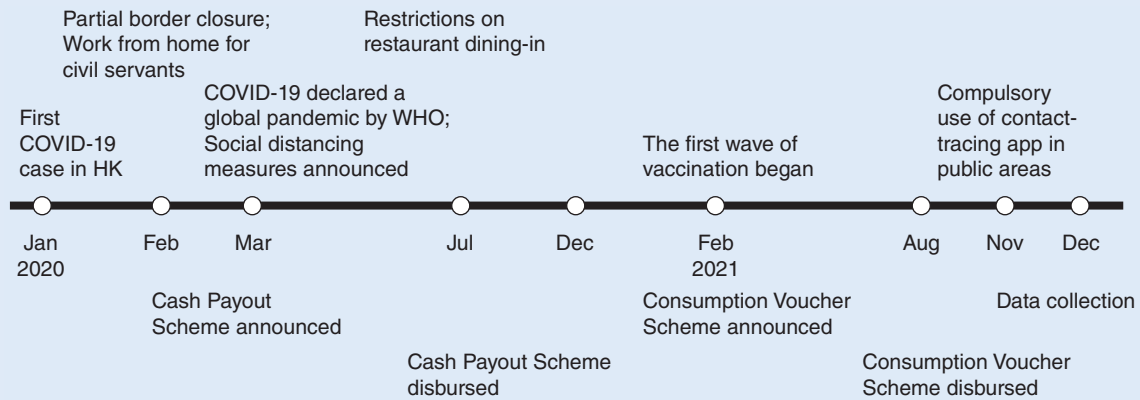 Partial border closure;
Work from home for
civil servants
Restrictions on
restaurant dining-in
First
COVID-19
case in HK
COVID-19 declared a
global pandemic by WHO;
Social distancing
measures announced
The first wave of
vaccination began
Compulsory
use of contact-
tracing app in
public areas
Jan
2020
Feb
Mar
Jul
Dec
Feb
2021
Aug
Nov
Dec
Cash Payout
Scheme announced
Consumption Voucher
Scheme announced
Data collection
Cash Payout Scheme
disbursed
Consumption Voucher
Scheme disbursed